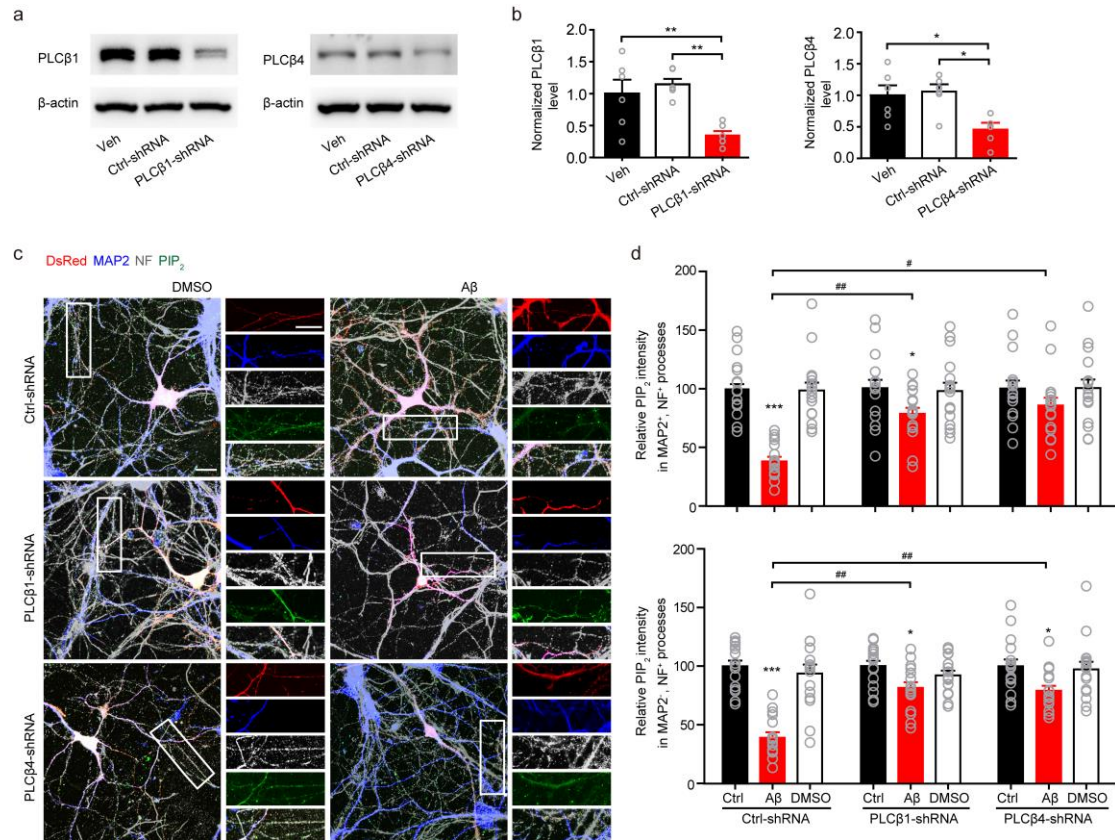 a
PLCβ1
β-actin
Veh
Ctrl-shRNA
PLCβ1-shRNA
PLCβ4
β-actin
Veh
Ctrl-shRNA
PLCβ4-shRNA
b
Normalized PLCβ1
level
2.0
1.5
1.0
0.5
0.0
**
**
Veh
Ctrl-shRNA
PLCβ1-shRNA
Normalized PLCβ4
level
2.0
1.5
1.0
0.5
0.0
*
*
Veh
Ctrl-shRNA
PLCβ4-shRNA
c
DsRed MAP2 NF PIP₂
DMSO
Aβ
Ctrl-shRNA
PLCβ1-shRNA
PLCβ4-shRNA
d
Relative PIP₂ intensity
in MAP2⁺, NF⁺ processes
200
150
100
50
0
#
##
***
*
Relative PIP₂ intensity
in MAP2⁻, NF⁺ processes
200
150
100
50
0
##
##
***
*
*
Ctrl Aβ DMSO Ctrl Aβ DMSO Ctrl Aβ DMSO
Ctrl-shRNA PLCβ1-shRNA PLCβ4-shRNA